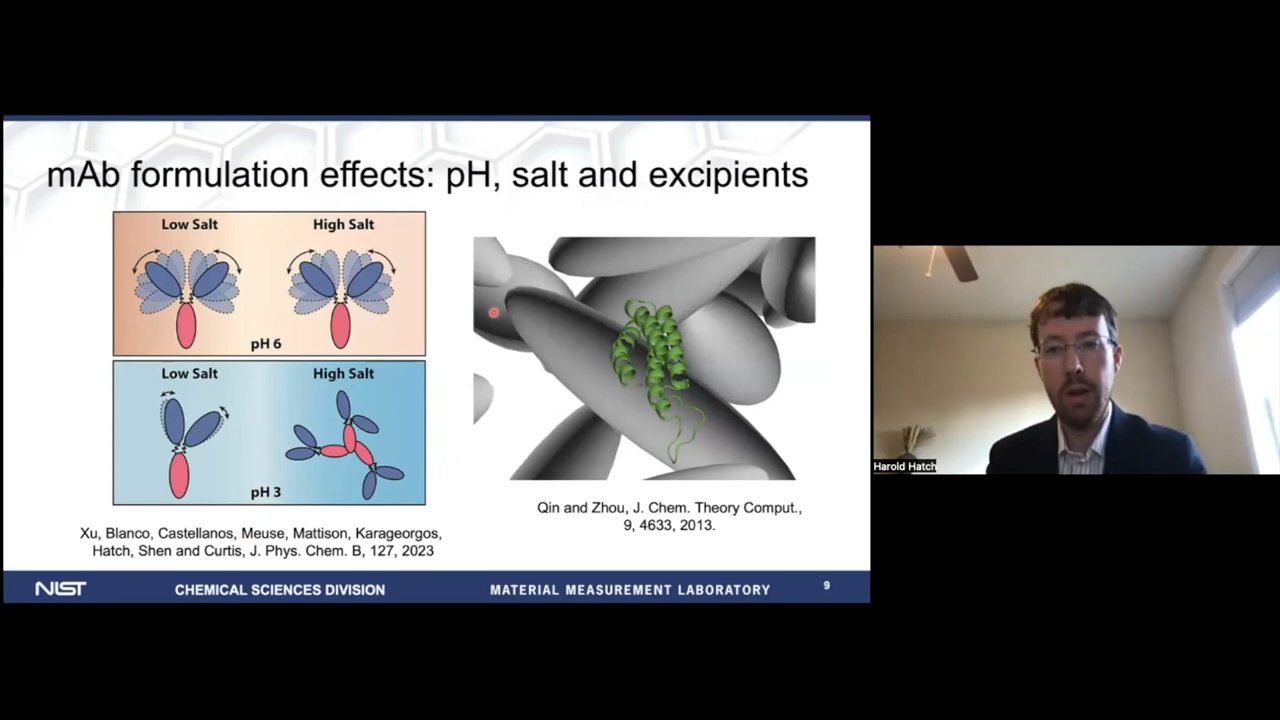 mAb formulation effects: pH, salt and excipients
Low Salt
High Salt
pH 6
Low Salt
High Salt
pH 3
Xu, Blanco, Castellanos, Meuse, Mattison, Karageorgos,
Hatch, Shen and Curtis, J. Phys. Chem. B, 127, 2023
Qin and Zhou, J. Chem. Theory Comput.,
9, 4633, 2013.
NIST
CHEMICAL SCIENCES DIVISION
MATERIAL MEASUREMENT LABORATORY
9
Harold Hatch